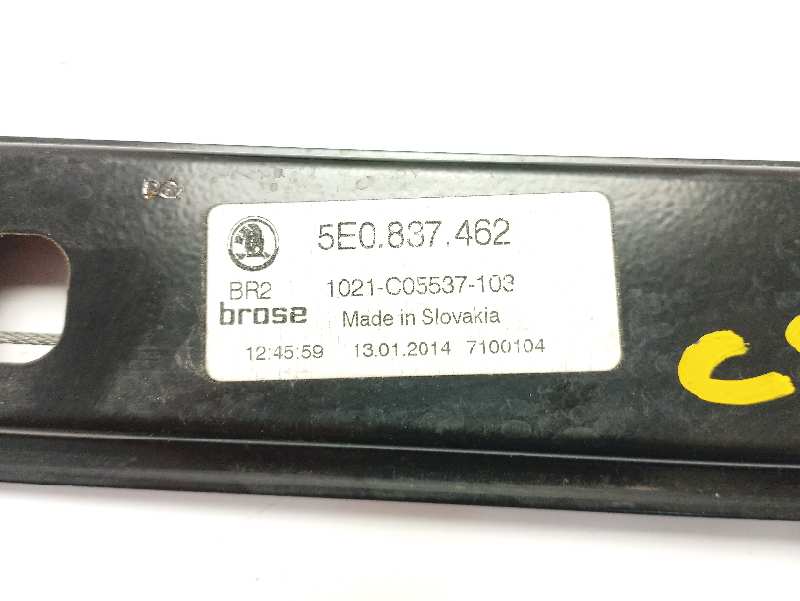 5E0.837.462
BR2 1021-C05537-103
brose Made in Slovakia
12:45:59 13.01.2014 7100104